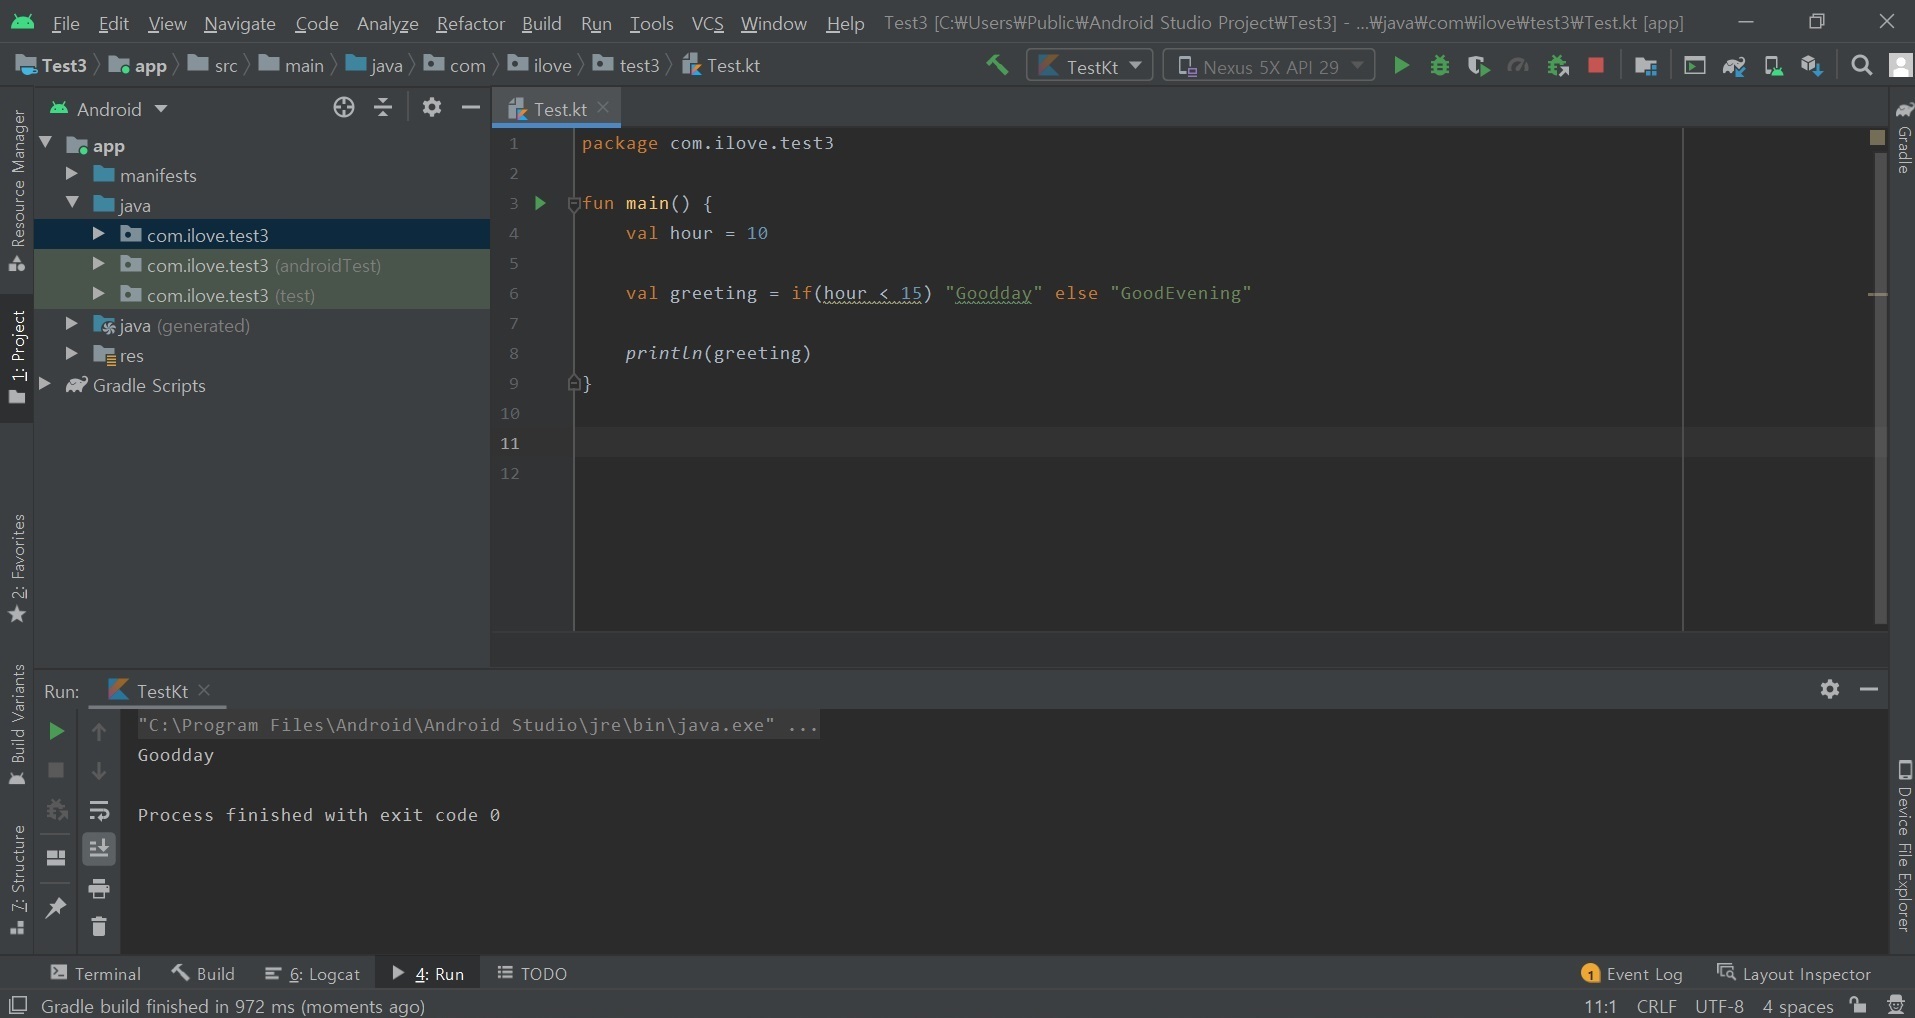 File Edit View Navigate Code Analyze Refactor Build Run Tools VCS Window Help Test3 [C:₩Users₩Public₩Android Studio Project₩Test3] - ...₩java₩com₩ilove₩test3₩Test.kt [app]
Test3 app src main java com ilove test3 Test.kt TestKt Nexus 5X API 29
Android
Test.kt
Resource Manager
1: Project
2: Favorites
Build Variants
7: Structure
app
manifests
java
com.ilove.test3
com.ilove.test3 (androidTest)
com.ilove.test3 (test)
java (generated)
res
Gradle Scripts
1 package com.ilove.test3
2
3 fun main() {
4 val hour = 10
5
6 val greeting = if(hour < 15) "Goodday" else "GoodEvening"
7
8 println(greeting)
9 }
10
11
12
Gradle
Device File Explorer
Run: TestKt
"C:\Program Files\Android\Android Studio\jre\bin\java.exe" ...
Goodday
Process finished with exit code 0
Terminal Build 6: Logcat 4: Run TODO 1 Event Log Layout Inspector
Gradle build finished in 972 ms (moments ago) 11:1 CRLF UTF-8 4 spaces